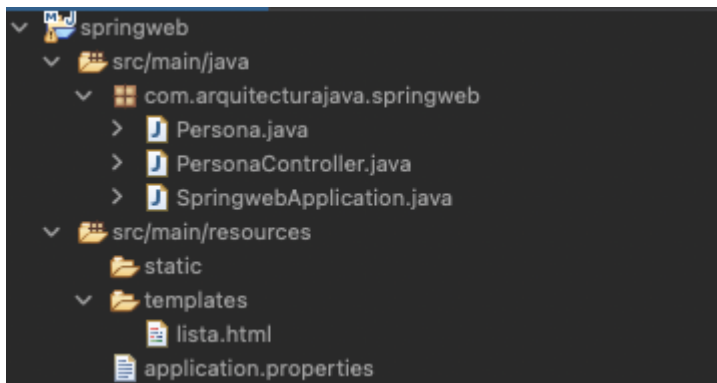 springweb
src/main/java
com.arquitecturajava.springweb
Persona.java
PersonaController.java
SpringwebApplication.java
src/main/resources
static
templates
lista.html
application.properties